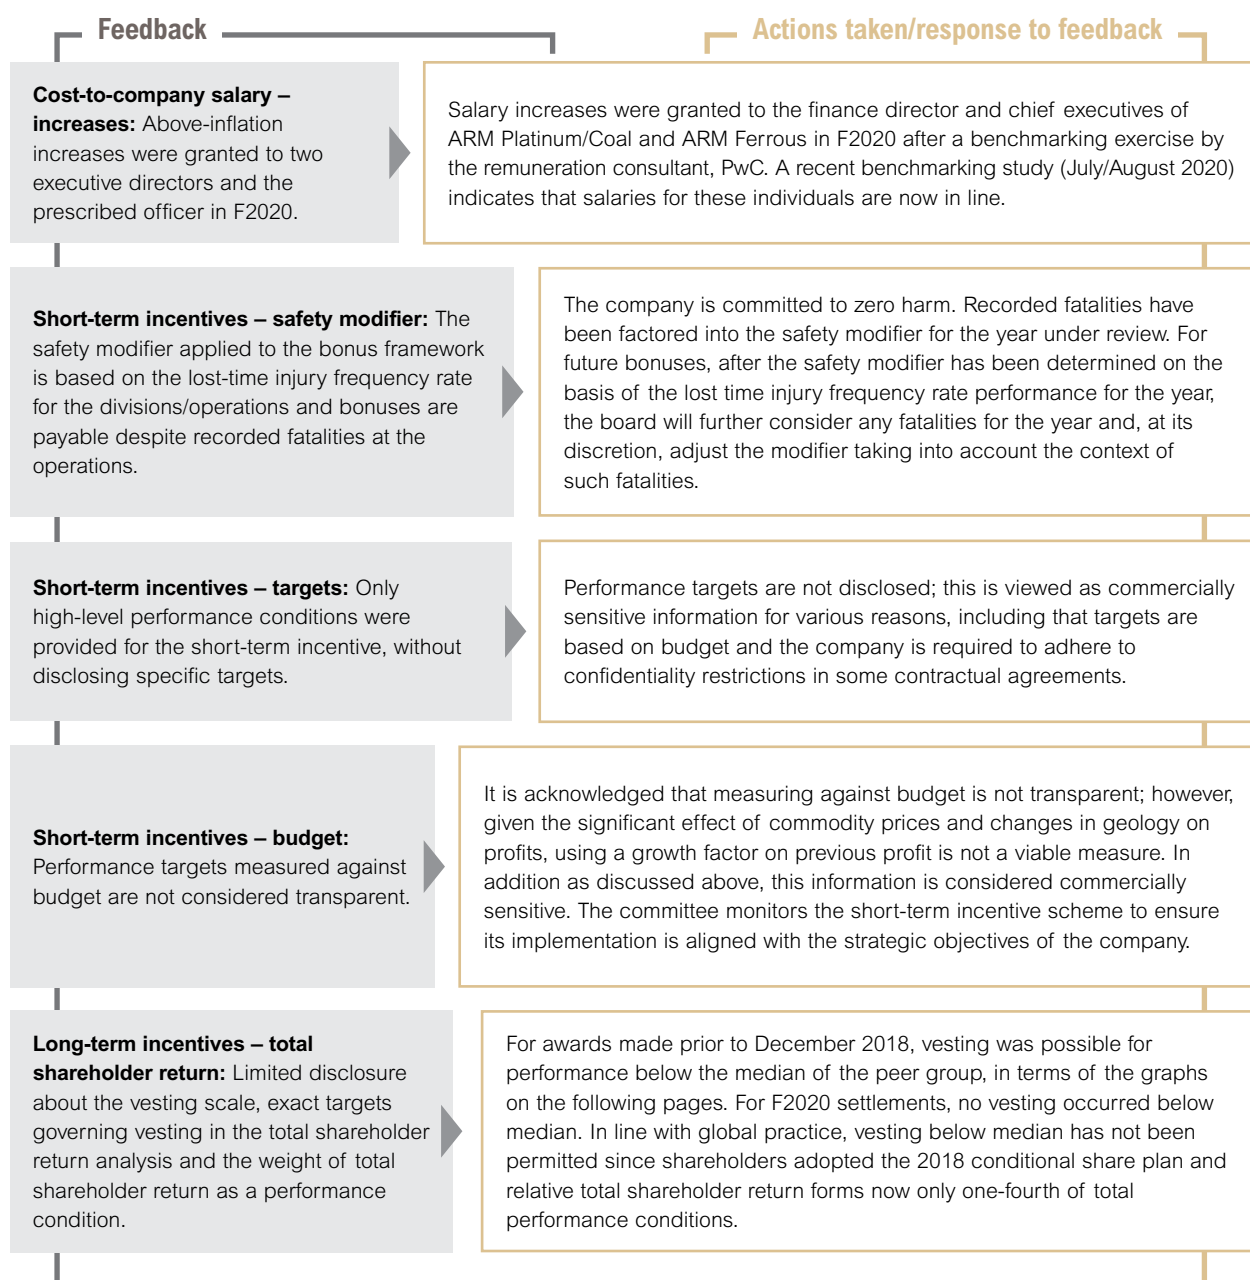 Feedback
Actions taken/response to feedback
Cost-to-company salary –
increases: Above-inflation
increases were granted to two
executive directors and the
prescribed officer in F2020.
Salary increases were granted to the finance director and chief executives of
ARM Platinum/Coal and ARM Ferrous in F2020 after a benchmarking exercise by
the remuneration consultant, PwC. A recent benchmarking study (July/August 2020)
indicates that salaries for these individuals are now in line.
Short-term incentives – safety modifier: The
safety modifier applied to the bonus framework
is based on the lost-time injury frequency rate
for the divisions/operations and bonuses are
payable despite recorded fatalities at the
operations.
The company is committed to zero harm. Recorded fatalities have
been factored into the safety modifier for the year under review. For
future bonuses, after the safety modifier has been determined on the
basis of the lost time injury frequency rate performance for the year,
the board will further consider any fatalities for the year and, at its
discretion, adjust the modifier taking into account the context of
such fatalities.
Short-term incentives – targets: Only
high-level performance conditions were
provided for the short-term incentive, without
disclosing specific targets.
Performance targets are not disclosed; this is viewed as commercially
sensitive information for various reasons, including that targets are
based on budget and the company is required to adhere to
confidentiality restrictions in some contractual agreements.
Short-term incentives – budget:
Performance targets measured against
budget are not considered transparent.
It is acknowledged that measuring against budget is not transparent; however,
given the significant effect of commodity prices and changes in geology on
profits, using a growth factor on previous profit is not a viable measure. In
addition as discussed above, this information is considered commercially
sensitive. The committee monitors the short-term incentive scheme to ensure
its implementation is aligned with the strategic objectives of the company.
Long-term incentives – total
shareholder return: Limited disclosure
about the vesting scale, exact targets
governing vesting in the total shareholder
return analysis and the weight of total
shareholder return as a performance
condition.
For awards made prior to December 2018, vesting was possible for
performance below the median of the peer group, in terms of the graphs
on the following pages. For F2020 settlements, no vesting occurred below
median. In line with global practice, vesting below median has not been
permitted since shareholders adopted the 2018 conditional share plan and
relative total shareholder return forms now only one-fourth of total
performance conditions.